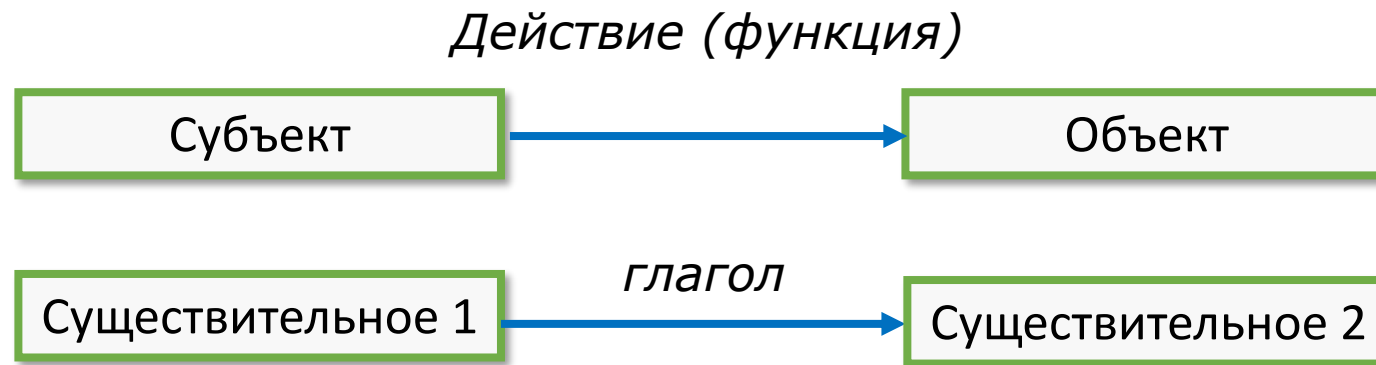 Действие (функция)
Субъект
Объект
глагол
Существительное 1
Существительное 2